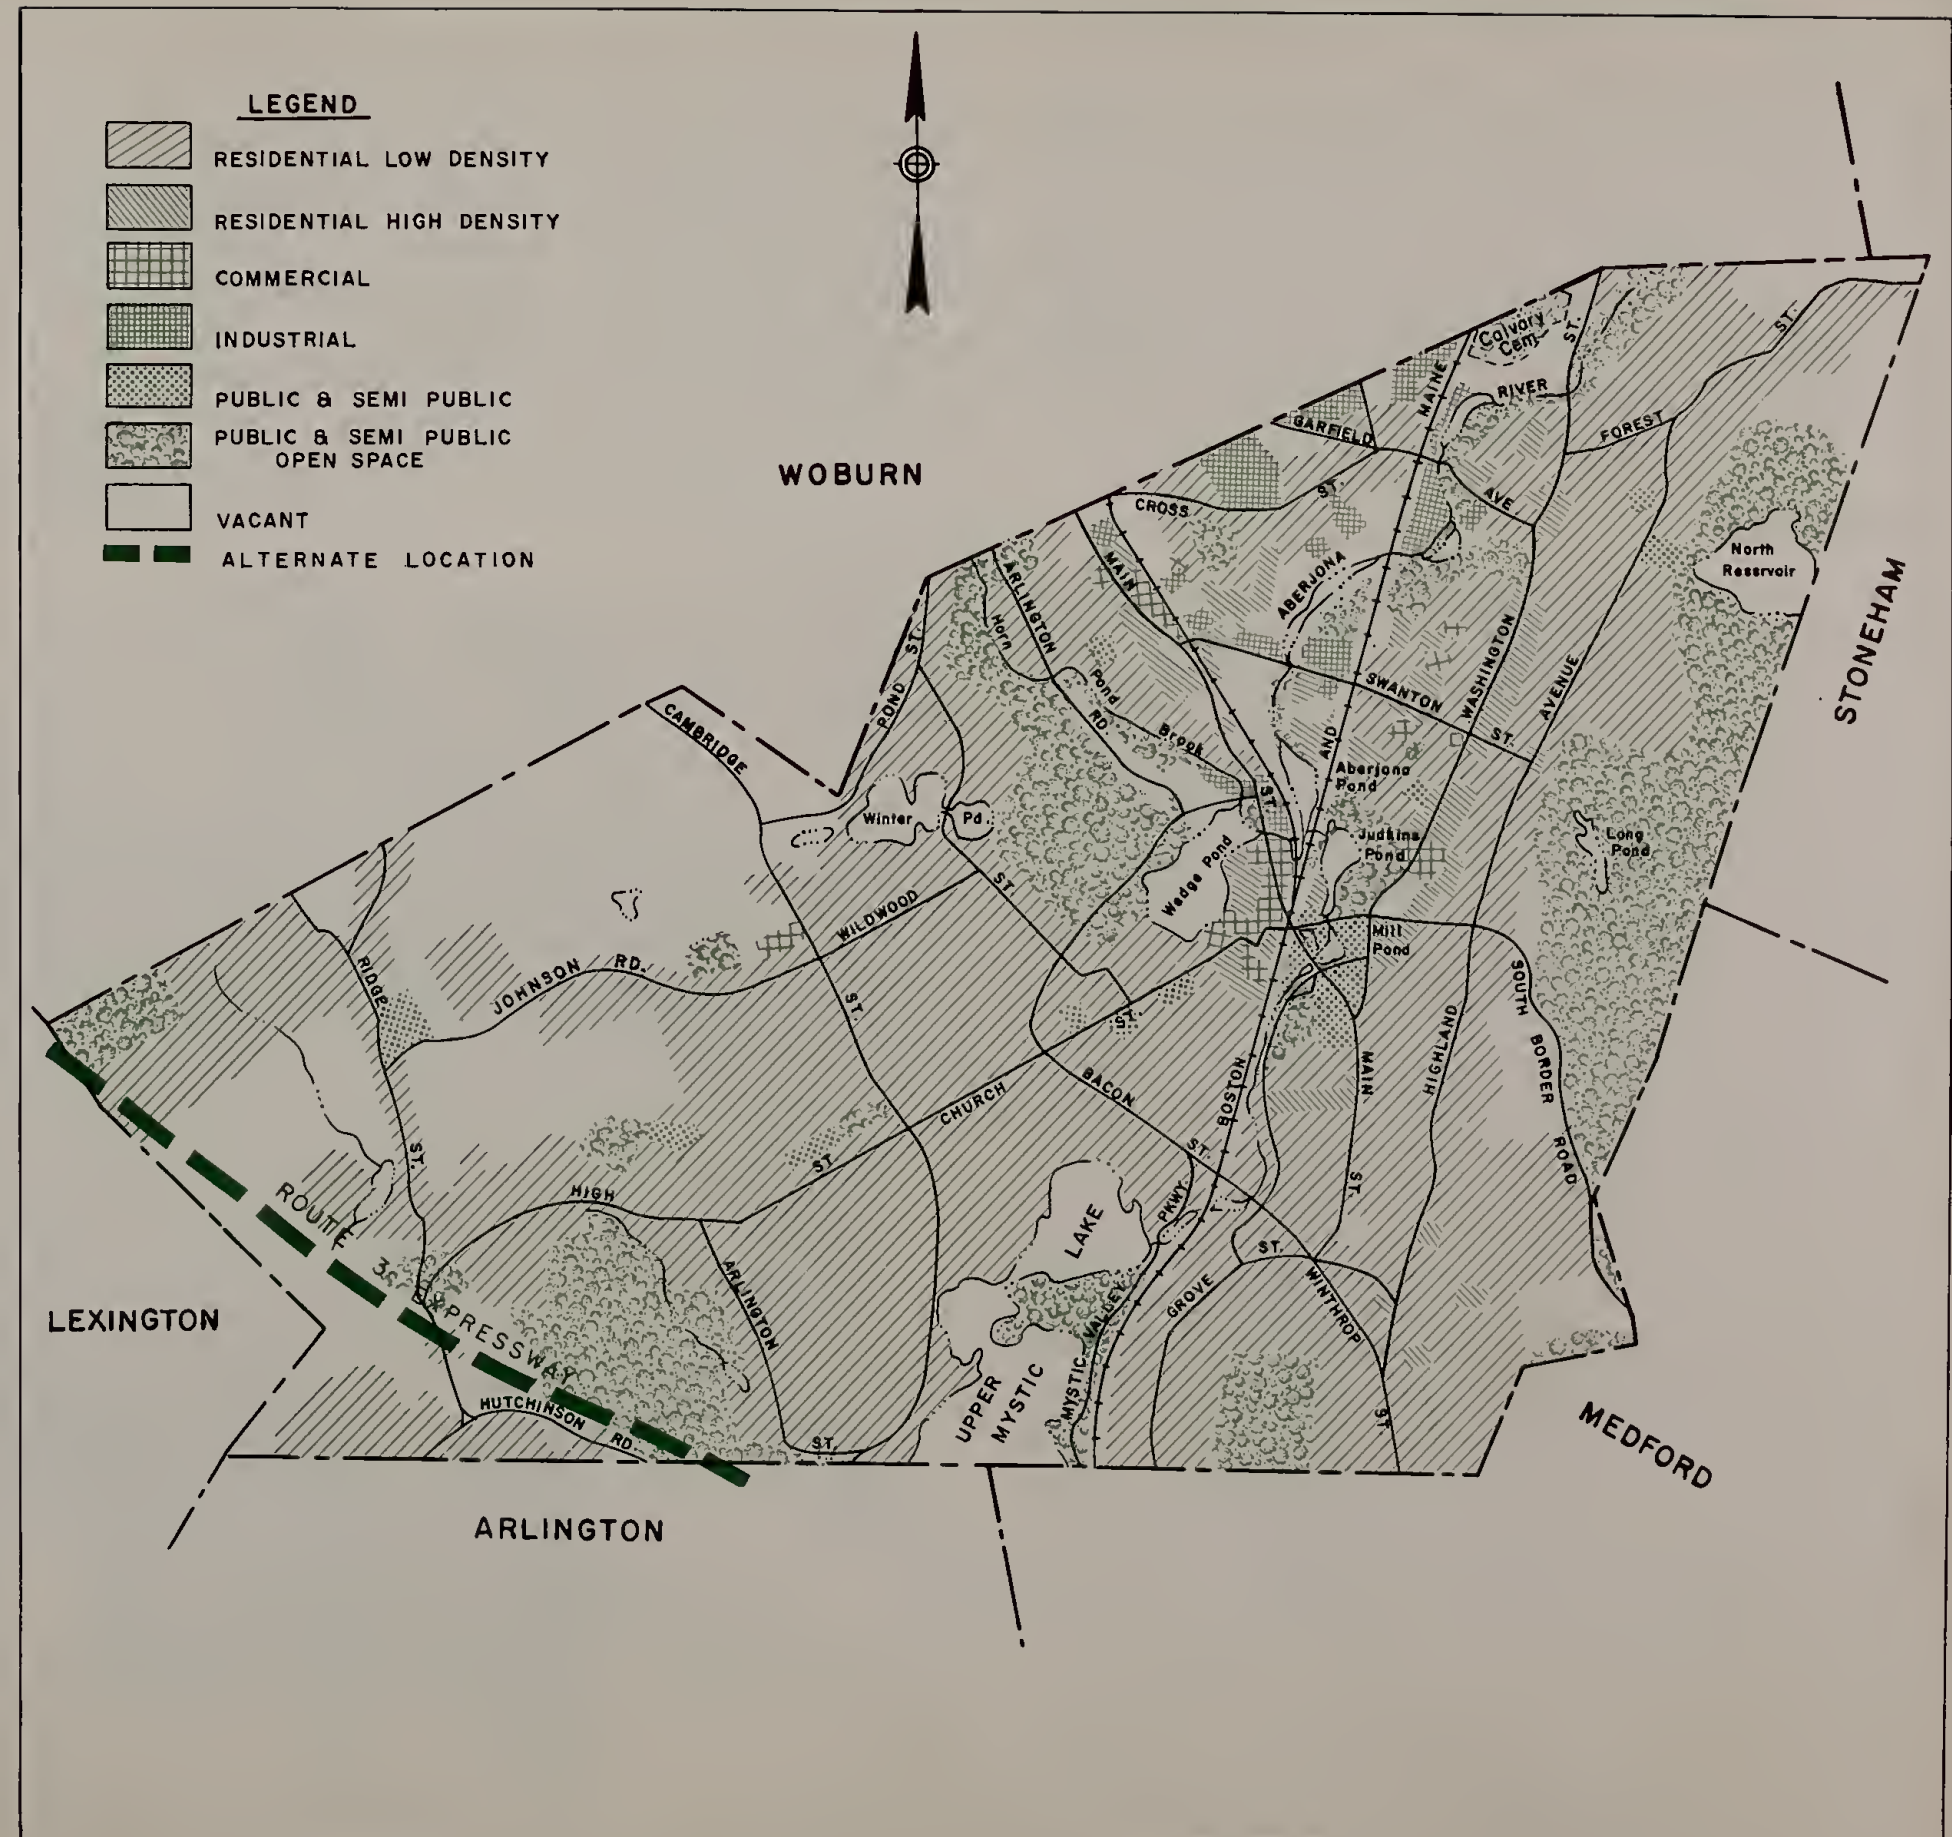 LEGEND
RESIDENTIAL LOW DENSITY
RESIDENTIAL HIGH DENSITY
COMMERCIAL
INDUSTRIAL
PUBLIC & SEMI PUBLIC
PUBLIC & SEMI PUBLIC
OPEN SPACE
VACANT
ALTERNATE LOCATION
WOBURN
STONEHAM
MEDFORD
ARLINGTON
LEXINGTON
Calvary
Cem.
ST.
MAINE
RIVER
GARFIELD
AVE
FOREST
ST.
CROSS
ST.
North
Reservoir
MAIN
ST.
ARLINGTON
RD.
Horn
Pond
Brook
ABERJONA
POND
ST.
SWANTON
ST.
WASHINGTON
AVENUE
AND
Aberjona
Pond
Judkins
Pond
Long
Pond
CAMBRIDGE
ST.
Winter
Pd.
ST.
Wedge Pond
WILDWOOD
ST.
Mill
Pond
JOHNSON RD.
RIDGE
ST.
SOUTH
BORDER
ROAD
HIGHLAND
MAIN
ST.
BOSTON
BACON
ST.
CHURCH
ST.
HIGH
ROUTE
3
EXPRESSWAY
HUTCHINSON
RD.
ARLINGTON
ST.
LAKE
UPPER
MYSTIC
MYSTIC
VALLEY
PKWY.
GROVE
ST.
WINTHROP
ST.